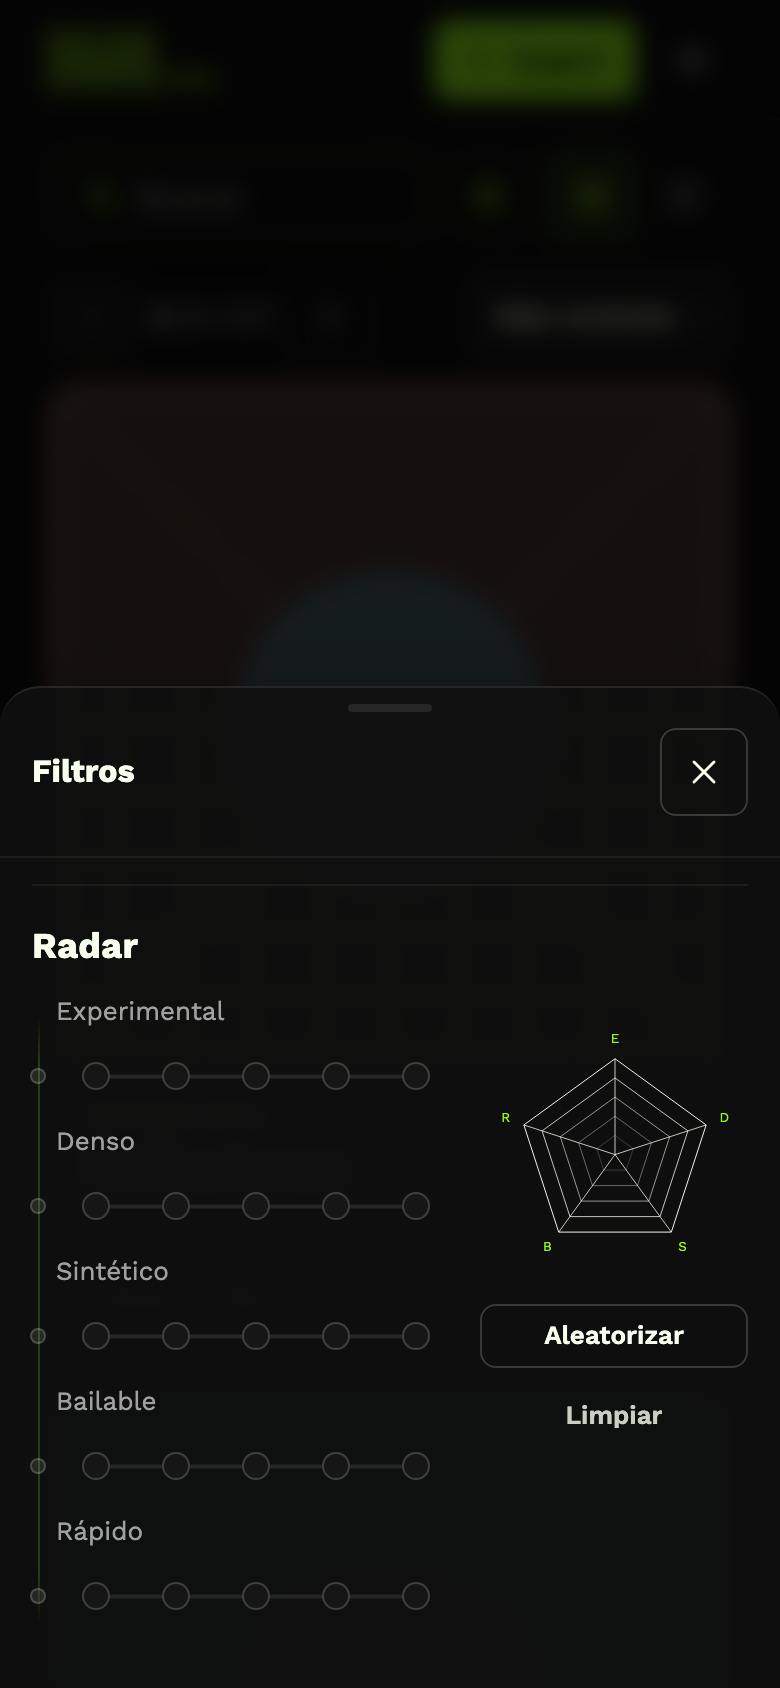 Filtros
Radar
Experimental
Denso
Sintético
Bailable
Rápido
E
R
D
B
S
Aleatorizar
Limpiar